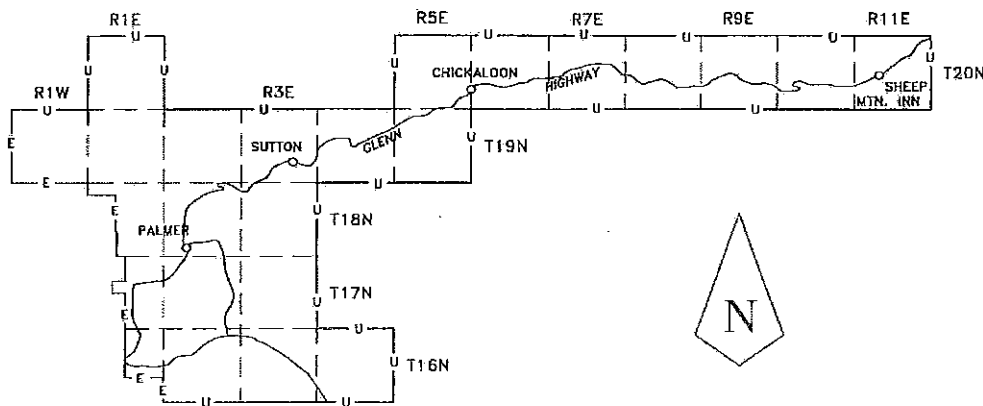 R1E
R5E
R7E
R9E
R11E
U
U
U
U
U
U
U
U
U
U
T20N
CHICKALOON
HIGHWAY
SHEEP
MTN. INN
R1W
R3E
U
U
U
U
E
SUTTON
GLENN
U
T19N
E
U
E
U
T18N
PALMER
U
T17N
E
U
N
U
T16N
E
E
U
U